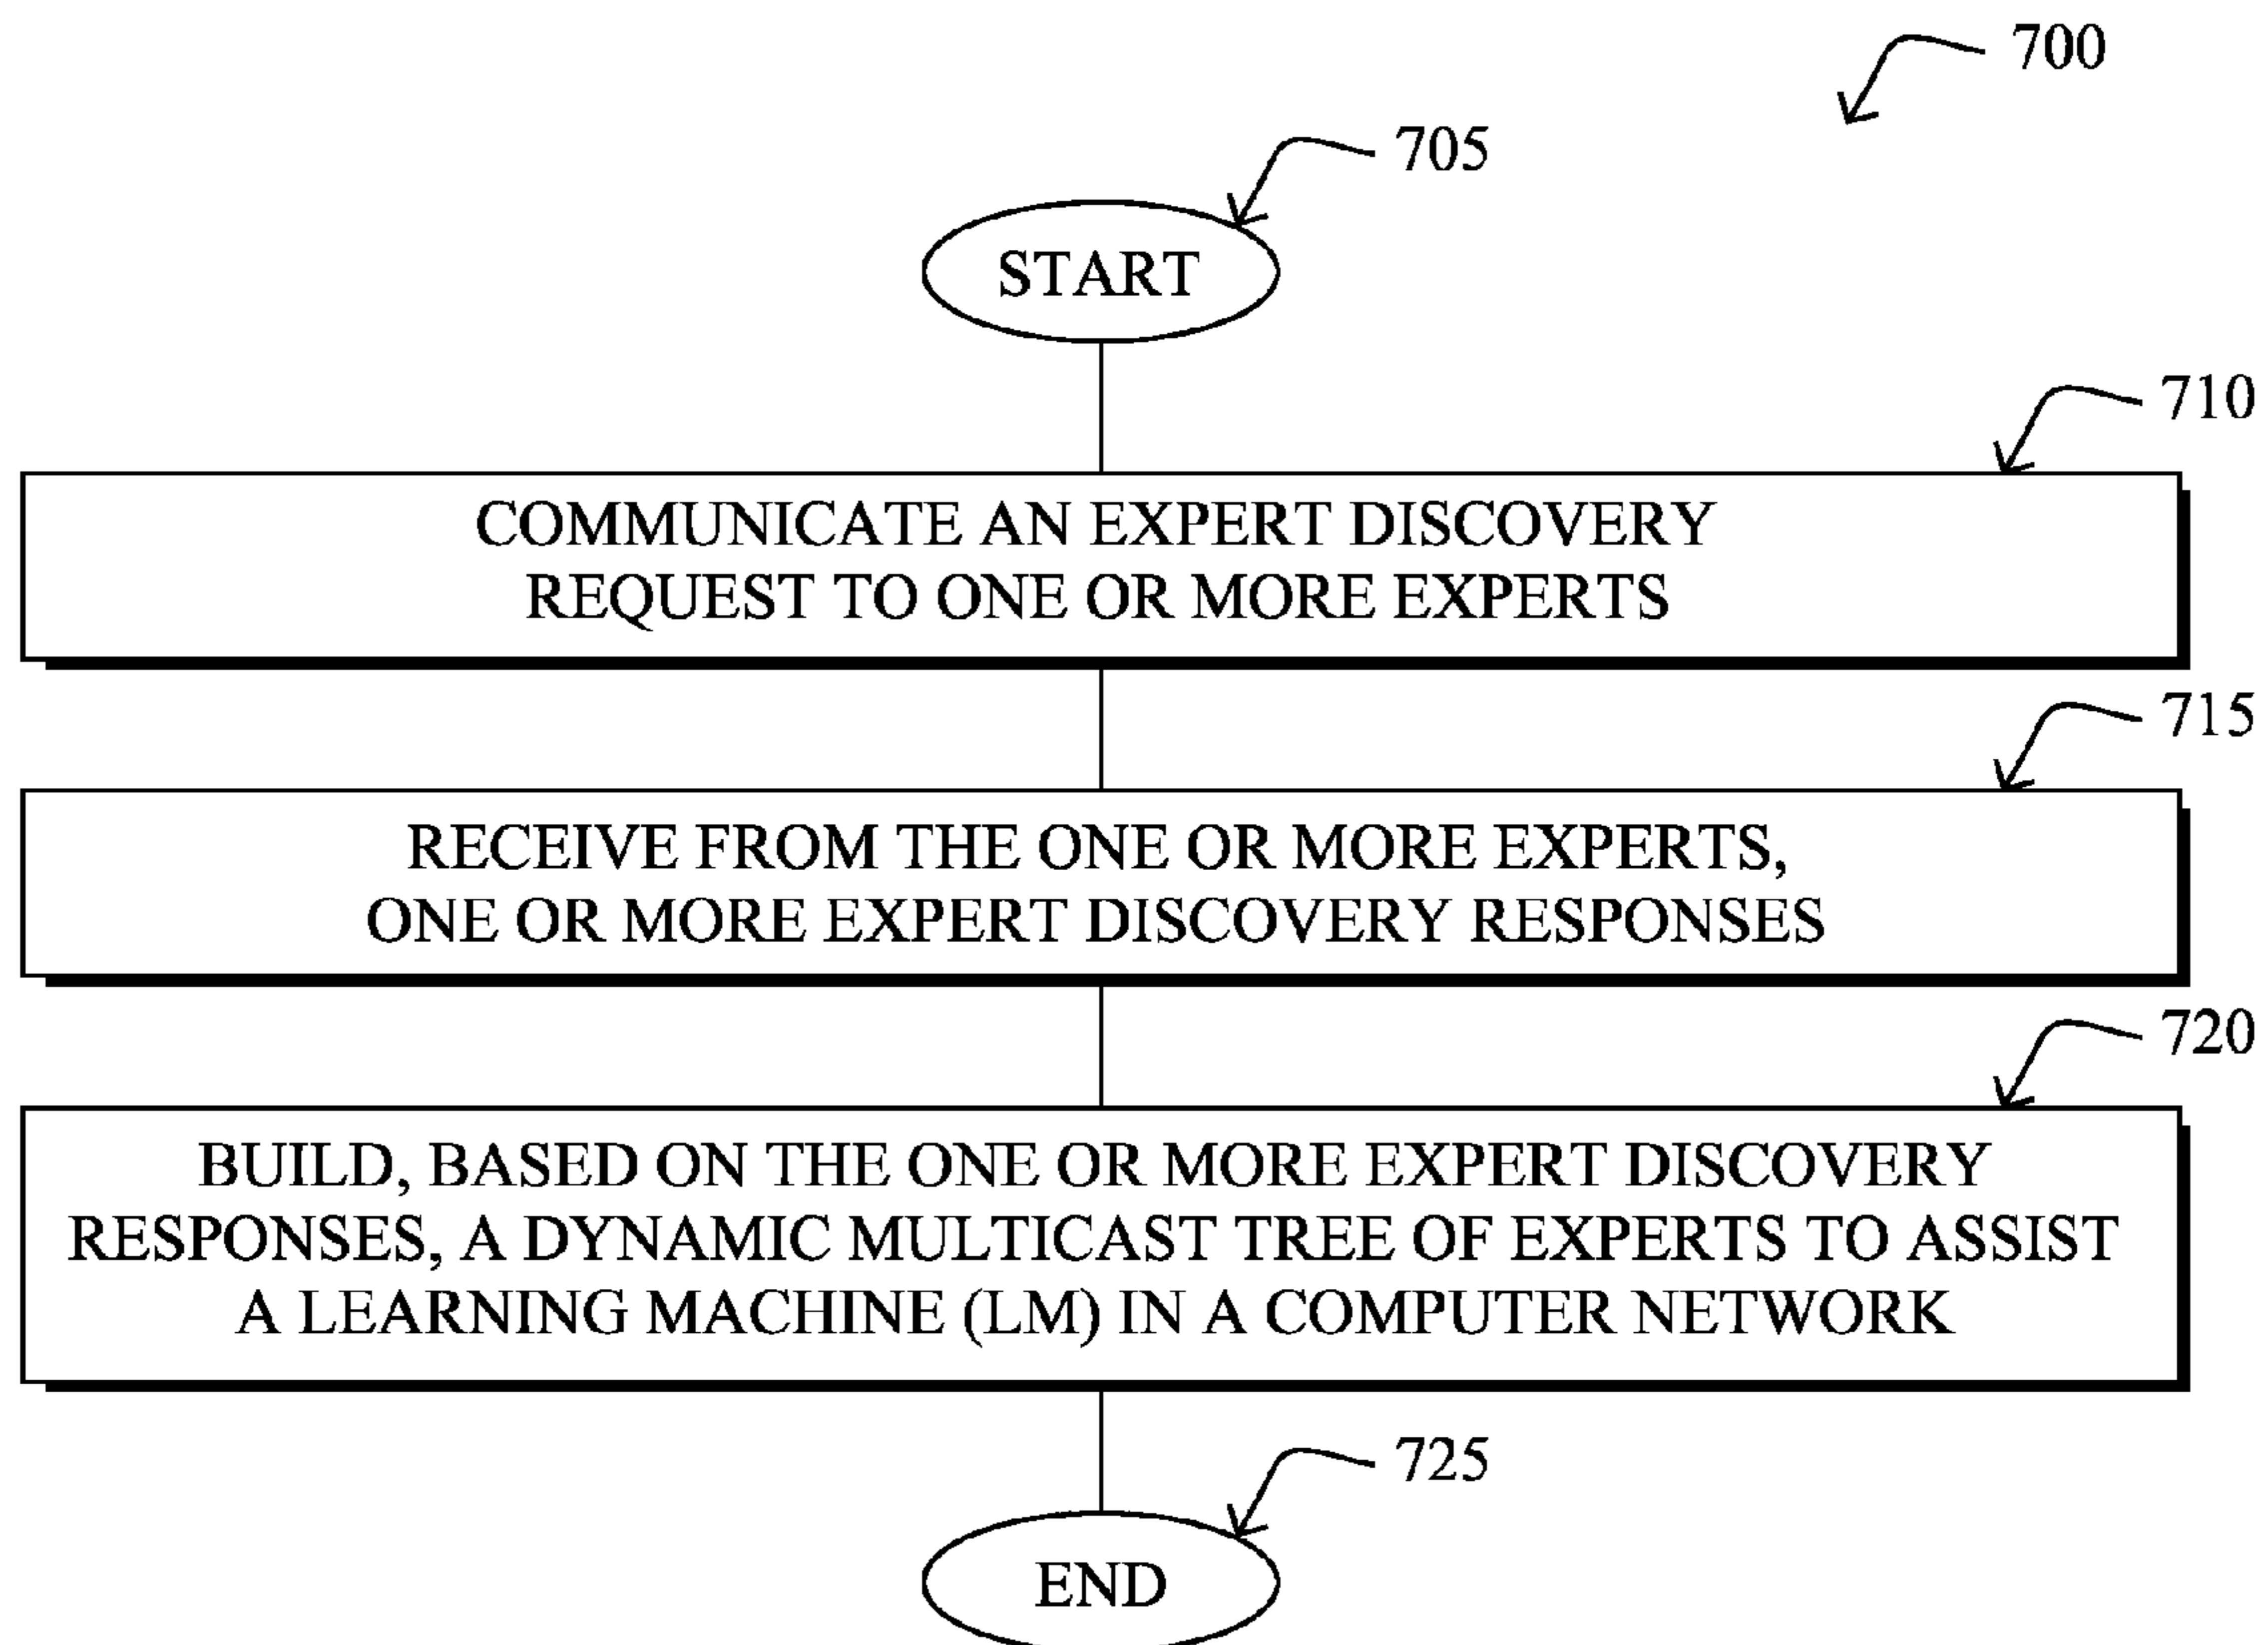 700
705
START
710
COMMUNICATE AN EXPERT DISCOVERY
REQUEST TO ONE OR MORE EXPERTS
715
RECEIVE FROM THE ONE OR MORE EXPERTS,
ONE OR MORE EXPERT DISCOVERY RESPONSES
720
BUILD, BASED ON THE ONE OR MORE EXPERT DISCOVERY
RESPONSES, A DYNAMIC MULTICAST TREE OF EXPERTS TO ASSIST
A LEARNING MACHINE (LM) IN A COMPUTER NETWORK
725
END